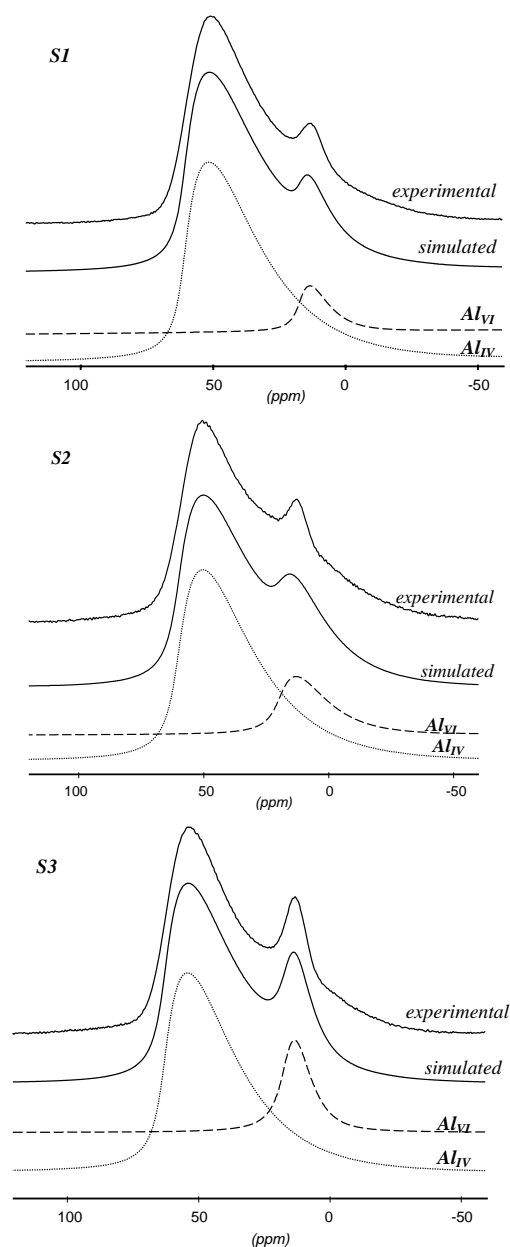 S1
experimental
simulated
Al_VI
Al_IV
100 50 0 -50
(ppm)
S2
experimental
simulated
Al_VI
Al_IV
100 50 0 -50
(ppm)
S3
experimental
simulated
Al_VI
Al_IV
100 50 0 -50
(ppm)